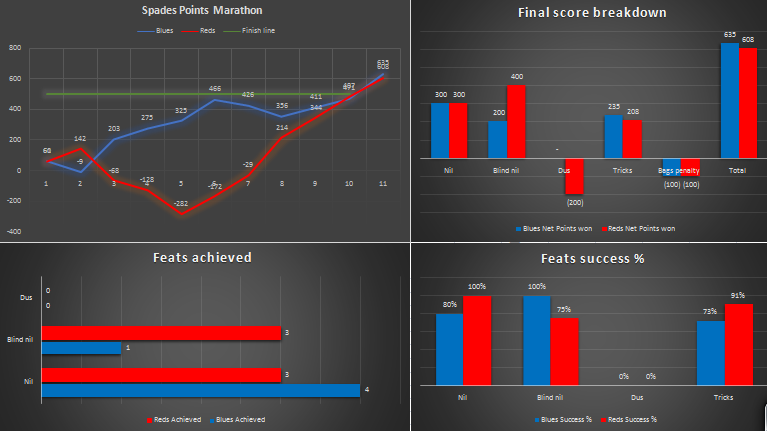 Spades Points Marathon
Blues Reds Finish line
800
600
400
200
0
-200
-400
66 142 -9 203 -68 275 -128 325 -282 466 -172 426 -29 356 214 411 344 497 635 608
1 2 3 4 5 6 7 8 9 10 11
Final score breakdown
300 300 200 400 - (200) 235 208 (100) (100) 635 608
Nil Blind nil Dus Tricks Bags penalty Total
Blues Net Points won Reds Net Points won
Feats achieved
Dus 0
0
Blind nil 3
1
Nil 3
4
Reds Achieved Blues Achieved
Feats success %
80% 100% 100% 75% 0% 0% 73% 91%
Nil Blind nil Dus Tricks
Blues Success % Reds Success %